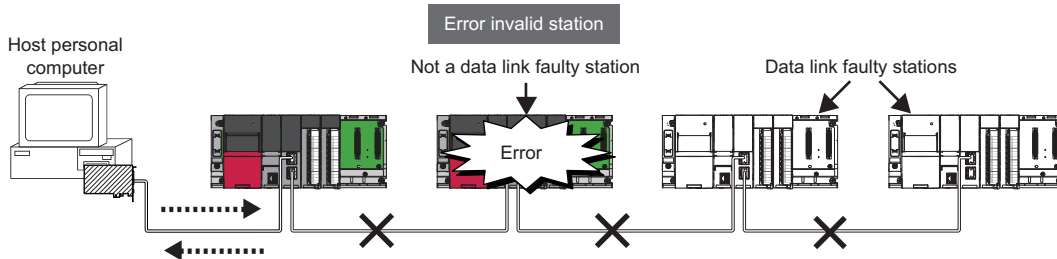 Error invalid station
Host personal
computer
Not a data link faulty station
Data link faulty stations
Error